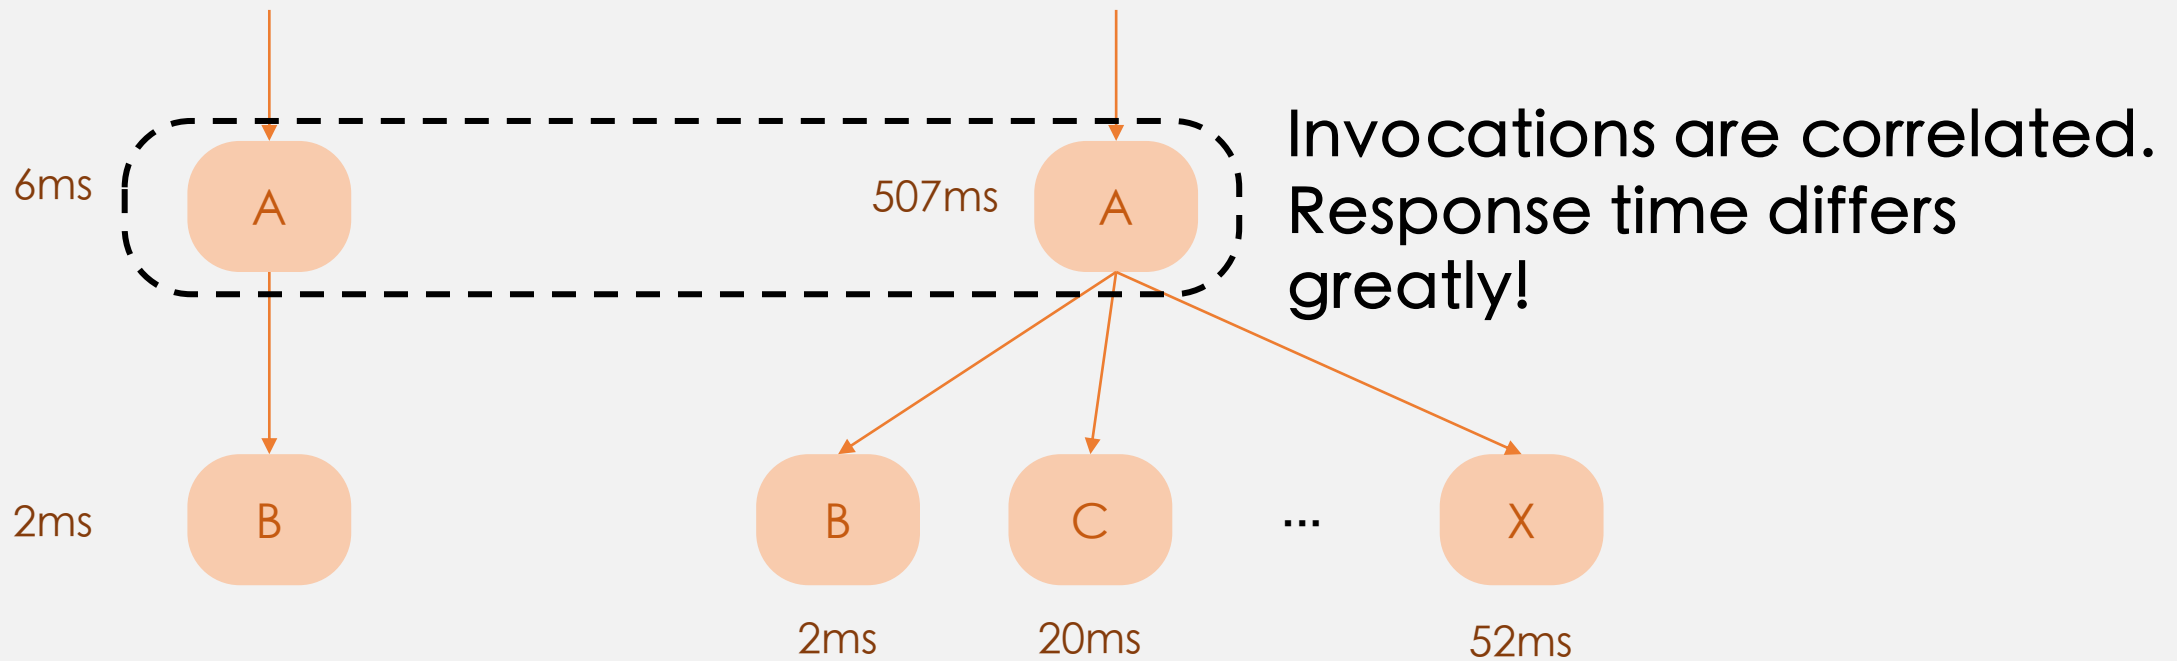 Invocations are correlated.
Response time differs
greatly!
6ms
A
507ms
A
2ms
B
B
C
...
X
2ms
20ms
52ms